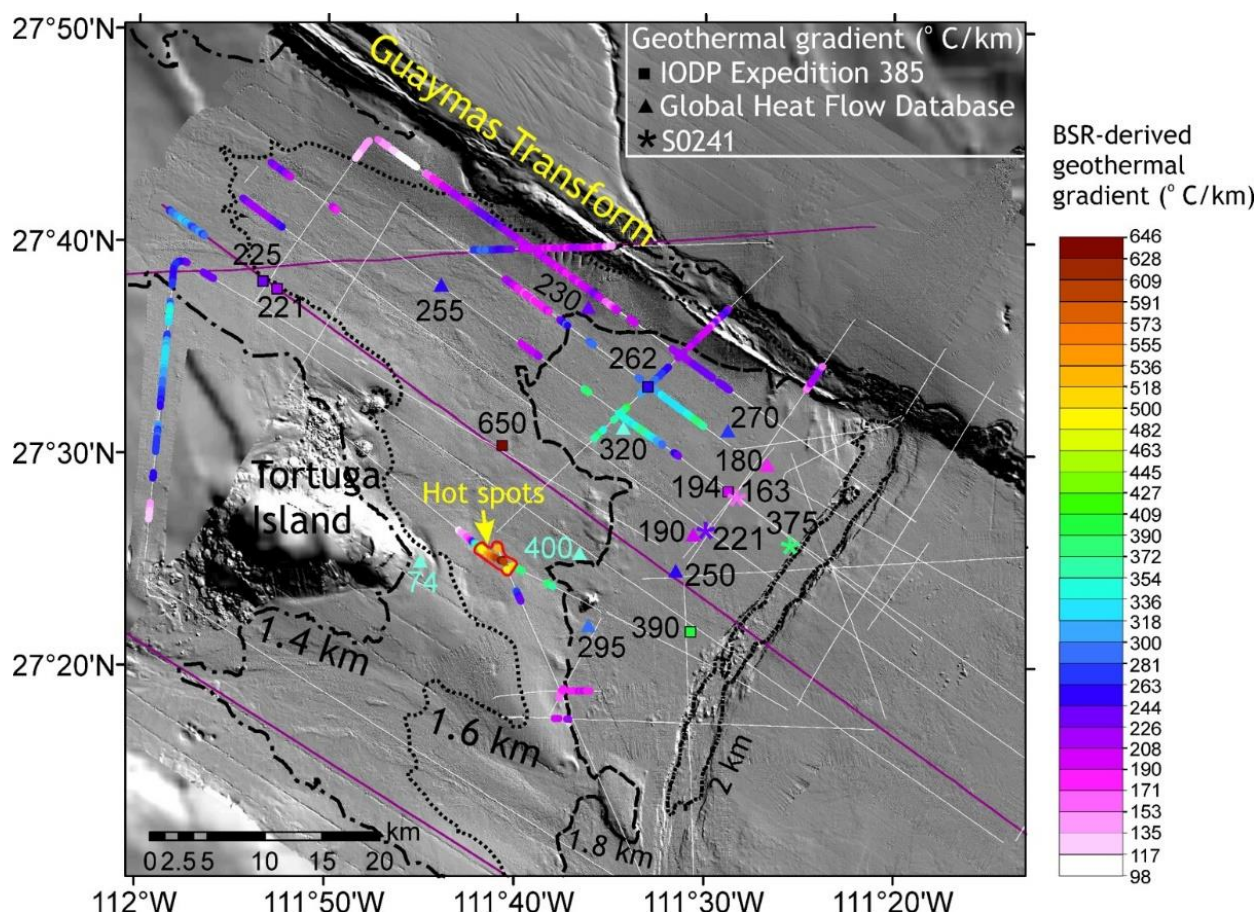 27°50'N
27°40'N
27°30'N
27°20'N
Guaymas Transform
Geothermal gradient (° C/km)
■ IODP Expedition 385
▲ Global Heat Flow Database
* S0241
225
221
255
230
262
270
320
180
650
194
163
Tortuga
Island
Hot spots
190
221
375
400
250
74
390
295
1.4 km
1.6 km
1.8 km
2 km
km
0 2.5 5 10 15 20
112°W
111°50'W
111°40'W
111°30'W
111°20'W
BSR-derived
geothermal
gradient (° C/km)
646
628
609
591
573
555
536
518
500
482
463
445
427
409
390
372
354
336
318
300
281
263
244
226
208
190
171
153
135
117
98